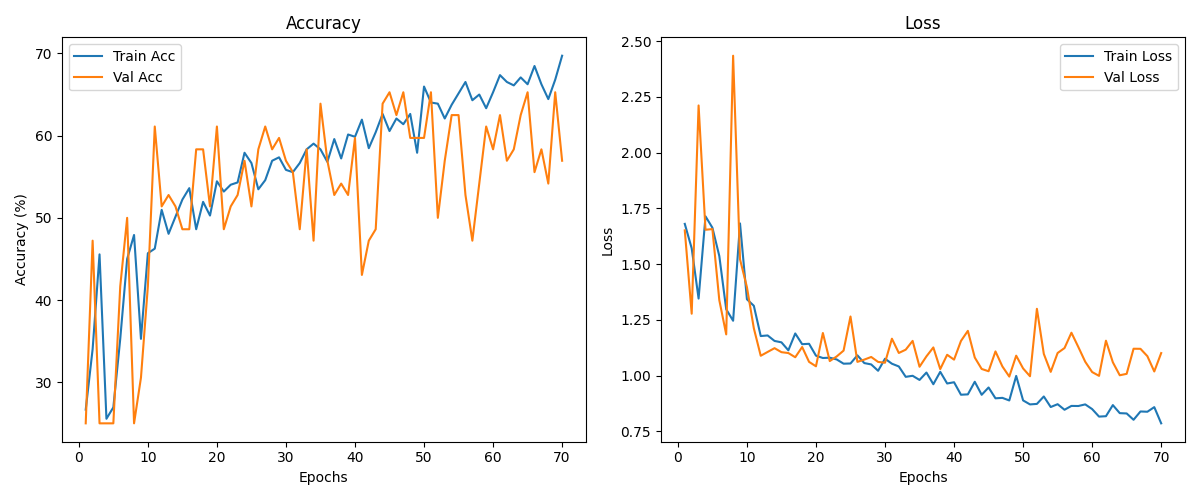 Accuracy
Train Acc
Val Acc
Accuracy (%)
70
60
50
40
30
0 10 20 30 40 50 60 70
Epochs
Loss
Train Loss
Val Loss
Loss
2.50
2.25
2.00
1.75
1.50
1.25
1.00
0.75
0 10 20 30 40 50 60 70
Epochs